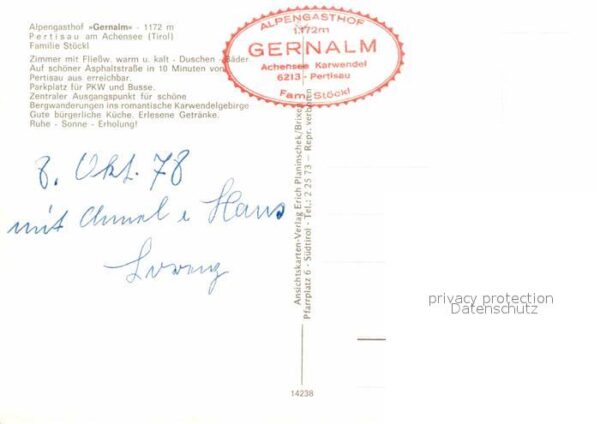 Alpengasthof »Gernalm« - 1172 m
Pertisau am Achensee (Tirol)
Familie Stöckl
Zimmer mit Fließw. warm u. kalt - Duschen - Bäder
Auf schöner Asphaltstraße in 10 Minuten von
Pertisau aus erreichbar.
Parkplatz für PKW und Busse.
Zentraler Ausgangspunkt für schöne
Bergwanderungen ins romantische Karwendelgebirge
Gute bürgerliche Küche. Erlesene Getränke.
Ruhe - Sonne - Erholung!
ALPENGASTHOF
1172m
GERNALM
Achensee Karwendel
6213 - Pertisau
Fam. Stöckl
8. Okt. 78
mit
Hans
Ansichtskarten-Verlag Erich Planinschek/Brixen
Pfarrplatz 6 - Südtirol - Tel.: 2 25 73 — Repr. verboten
14238
privacy protection
Datenschutz